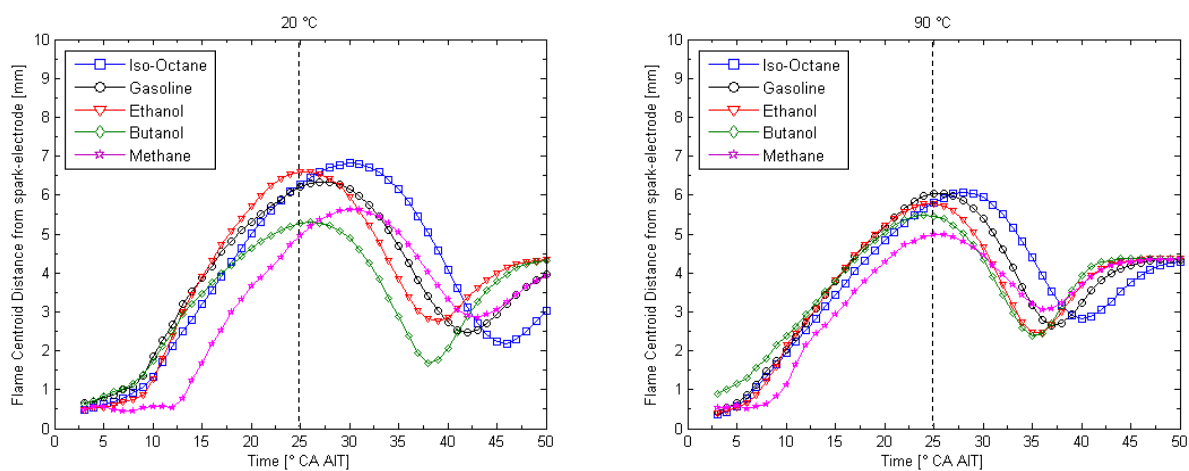 20 °C
10
9
8
7
6
5
4
3
2
1
0
Flame Centroid Distance from spark-electrode [mm]
Iso-Octane
Gasoline
Ethanol
Butanol
Methane
0 5 10 15 20 25 30 35 40 45 50
Time [° CA AIT]
90 °C
10
9
8
7
6
5
4
3
2
1
0
Flame Centroid Distance from spark-electrode [mm]
Iso-Octane
Gasoline
Ethanol
Butanol
Methane
0 5 10 15 20 25 30 35 40 45 50
Time [° CA AIT]